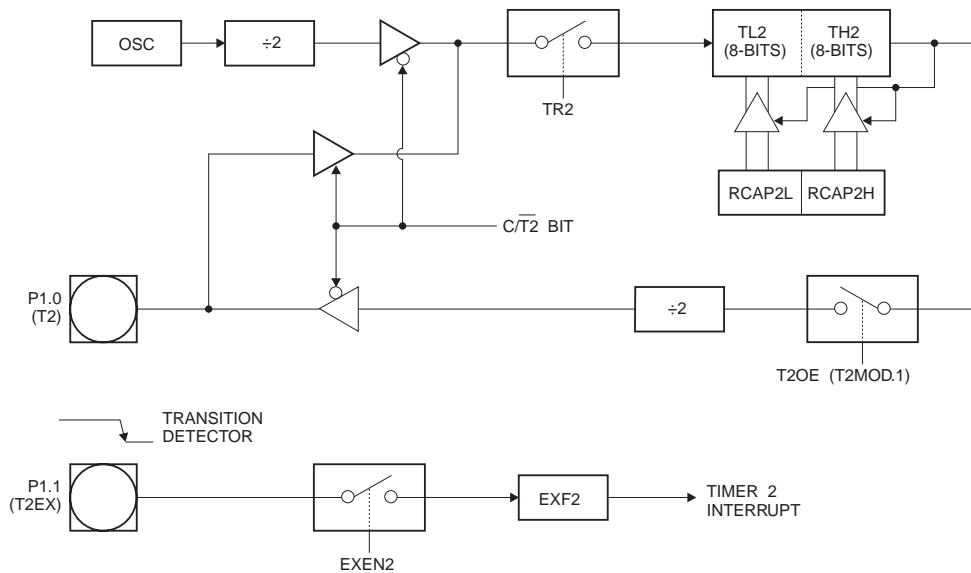 OSC
÷2
TR2
TL2
(8-BITS)
TH2
(8-BITS)
RCAP2L
RCAP2H
C/T2 BIT
P1.0
(T2)
÷2
T2OE (T2MOD.1)
TRANSITION
DETECTOR
P1.1
(T2EX)
EXEN2
EXF2
TIMER 2
INTERRUPT